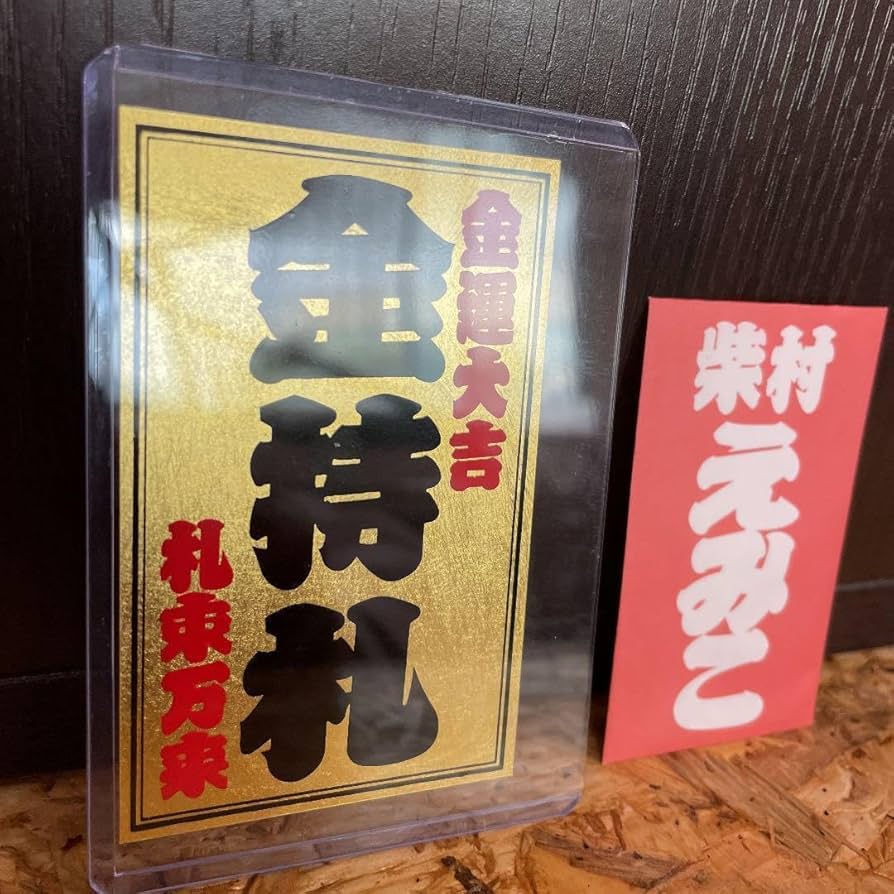 金運大吉
金持札
札束万来
柴村
えみこ